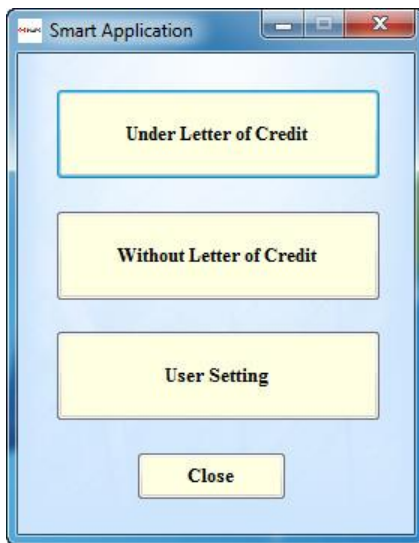 Smart Application
Under Letter of Credit
Without Letter of Credit
User Setting
Close